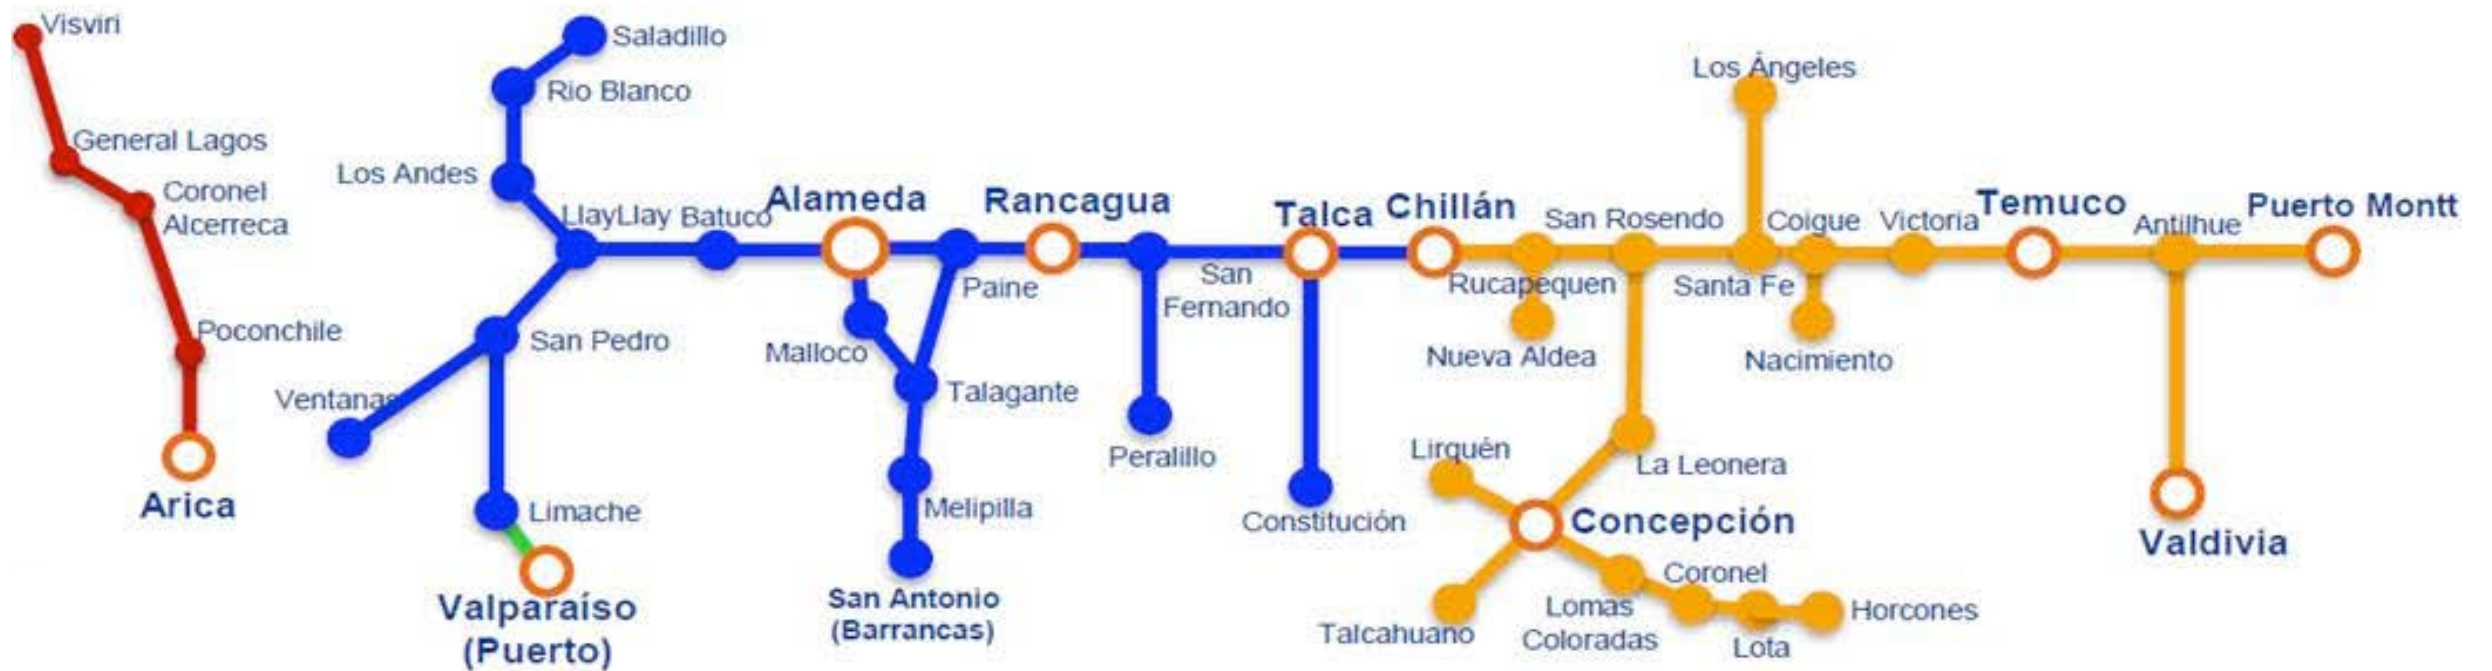 Visviri
General Lagos
Coronel
Alcerreca
Poconchile
Arica
Saladillo
Rio Blanco
Los Andes
LlayLlay
Batuco
San Pedro
Ventanas
Limache
Valparaíso
(Puerto)
Alameda
Malloco
Talagante
Melipilla
San Antonio
(Barrancas)
Paine
Rancagua
San
Fernando
Peralillo
Talca
Constitución
Chillán
Rucapequen
Nueva Aldea
San Rosendo
La Leonera
Lirquén
Concepción
Talcahuano
Lomas
Coloradas
Coronel
Lota
Horcones
Los Ángeles
Santa Fe
Coigue
Nacimiento
Victoria
Temuco
Antilhue
Valdivia
Puerto Montt